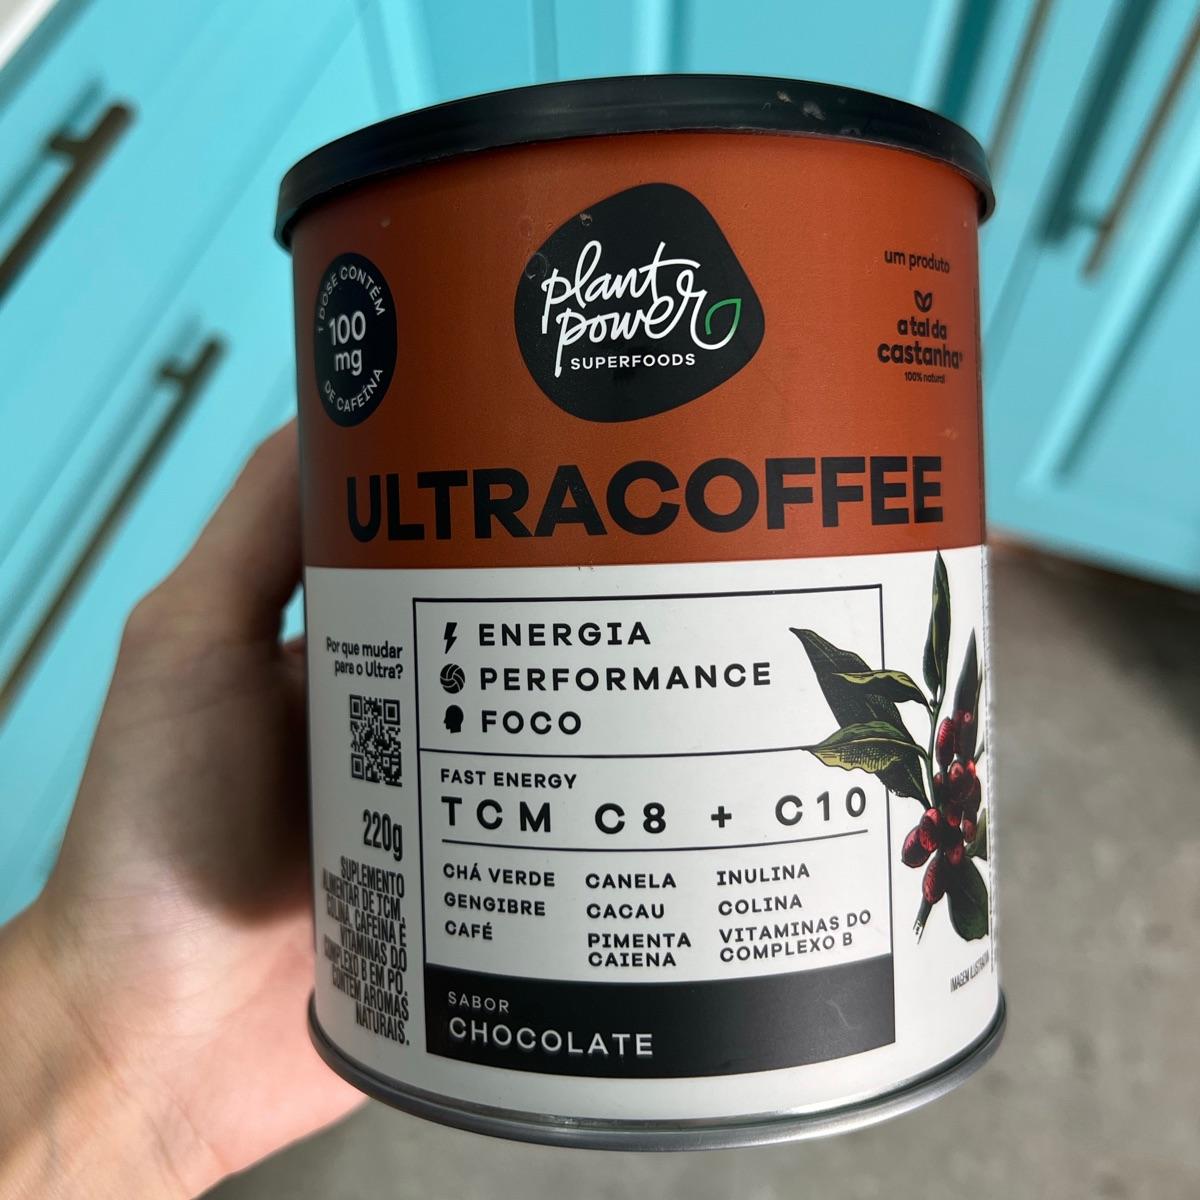 1 DOSE CONTÉM
100
mg
DE CAFEÍNA
plant
power
SUPERFOODS
um produto
a tal da
castanha®
100% natural
ULTRACOFFEE
Por que mudar
para o Ultra?
220g
SUPLEMENTO
ALIMENTAR DE TCM,
COLINA, CAFEÍNA E
VITAMINAS DO
COMPLEXO B EM PÓ.
CONTÉM AROMAS
NATURAIS.
ENERGIA
PERFORMANCE
FOCO
FAST ENERGY
TCM C8 + C10
CHÁ VERDE
GENGIBRE
CAFÉ
CANELA
CACAU
PIMENTA
CAIENA
INULINA
COLINA
VITAMINAS DO
COMPLEXO B
SABOR
CHOCOLATE
IMAGEM ILUSTRATIVA